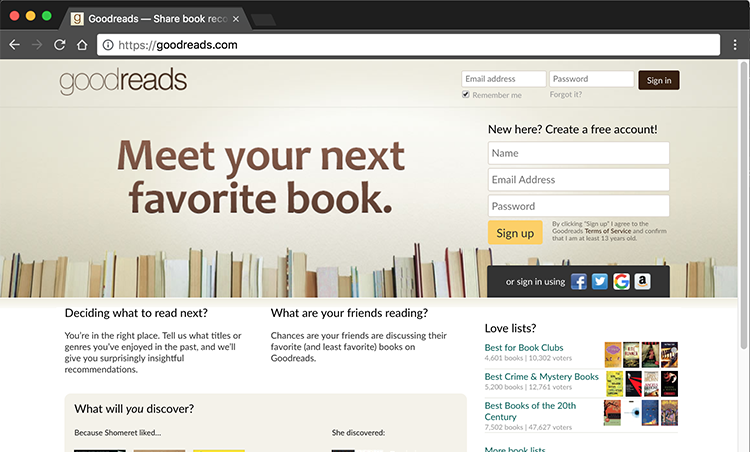 Goodreads — Share book reco
https://goodreads.com
goodreads
Email address
Password
Sign in
Remember me
Forgot it?
Meet your next
favorite book.
New here? Create a free account!
Name
Email Address
Password
Sign up
By clicking "Sign up" I agree to the
Goodreads Terms of Service and confirm
that I am at least 13 years old.
or sign in using
Deciding what to read next?
You're in the right place. Tell us what titles or
genres you've enjoyed in the past, and we'll
give you surprisingly insightful
recommendations.
What are your friends reading?
Chances are your friends are discussing their
favorite (and least favorite) books on
Goodreads.
Love lists?
Best for Book Clubs
4,601 books | 10,302 voters
Best Crime & Mystery Books
5,200 books | 12,761 voters
Best Books of the 20th
Century
7,502 books | 47,627 voters
More book lists
What will you discover?
Because Shomeret liked…
She discovered: